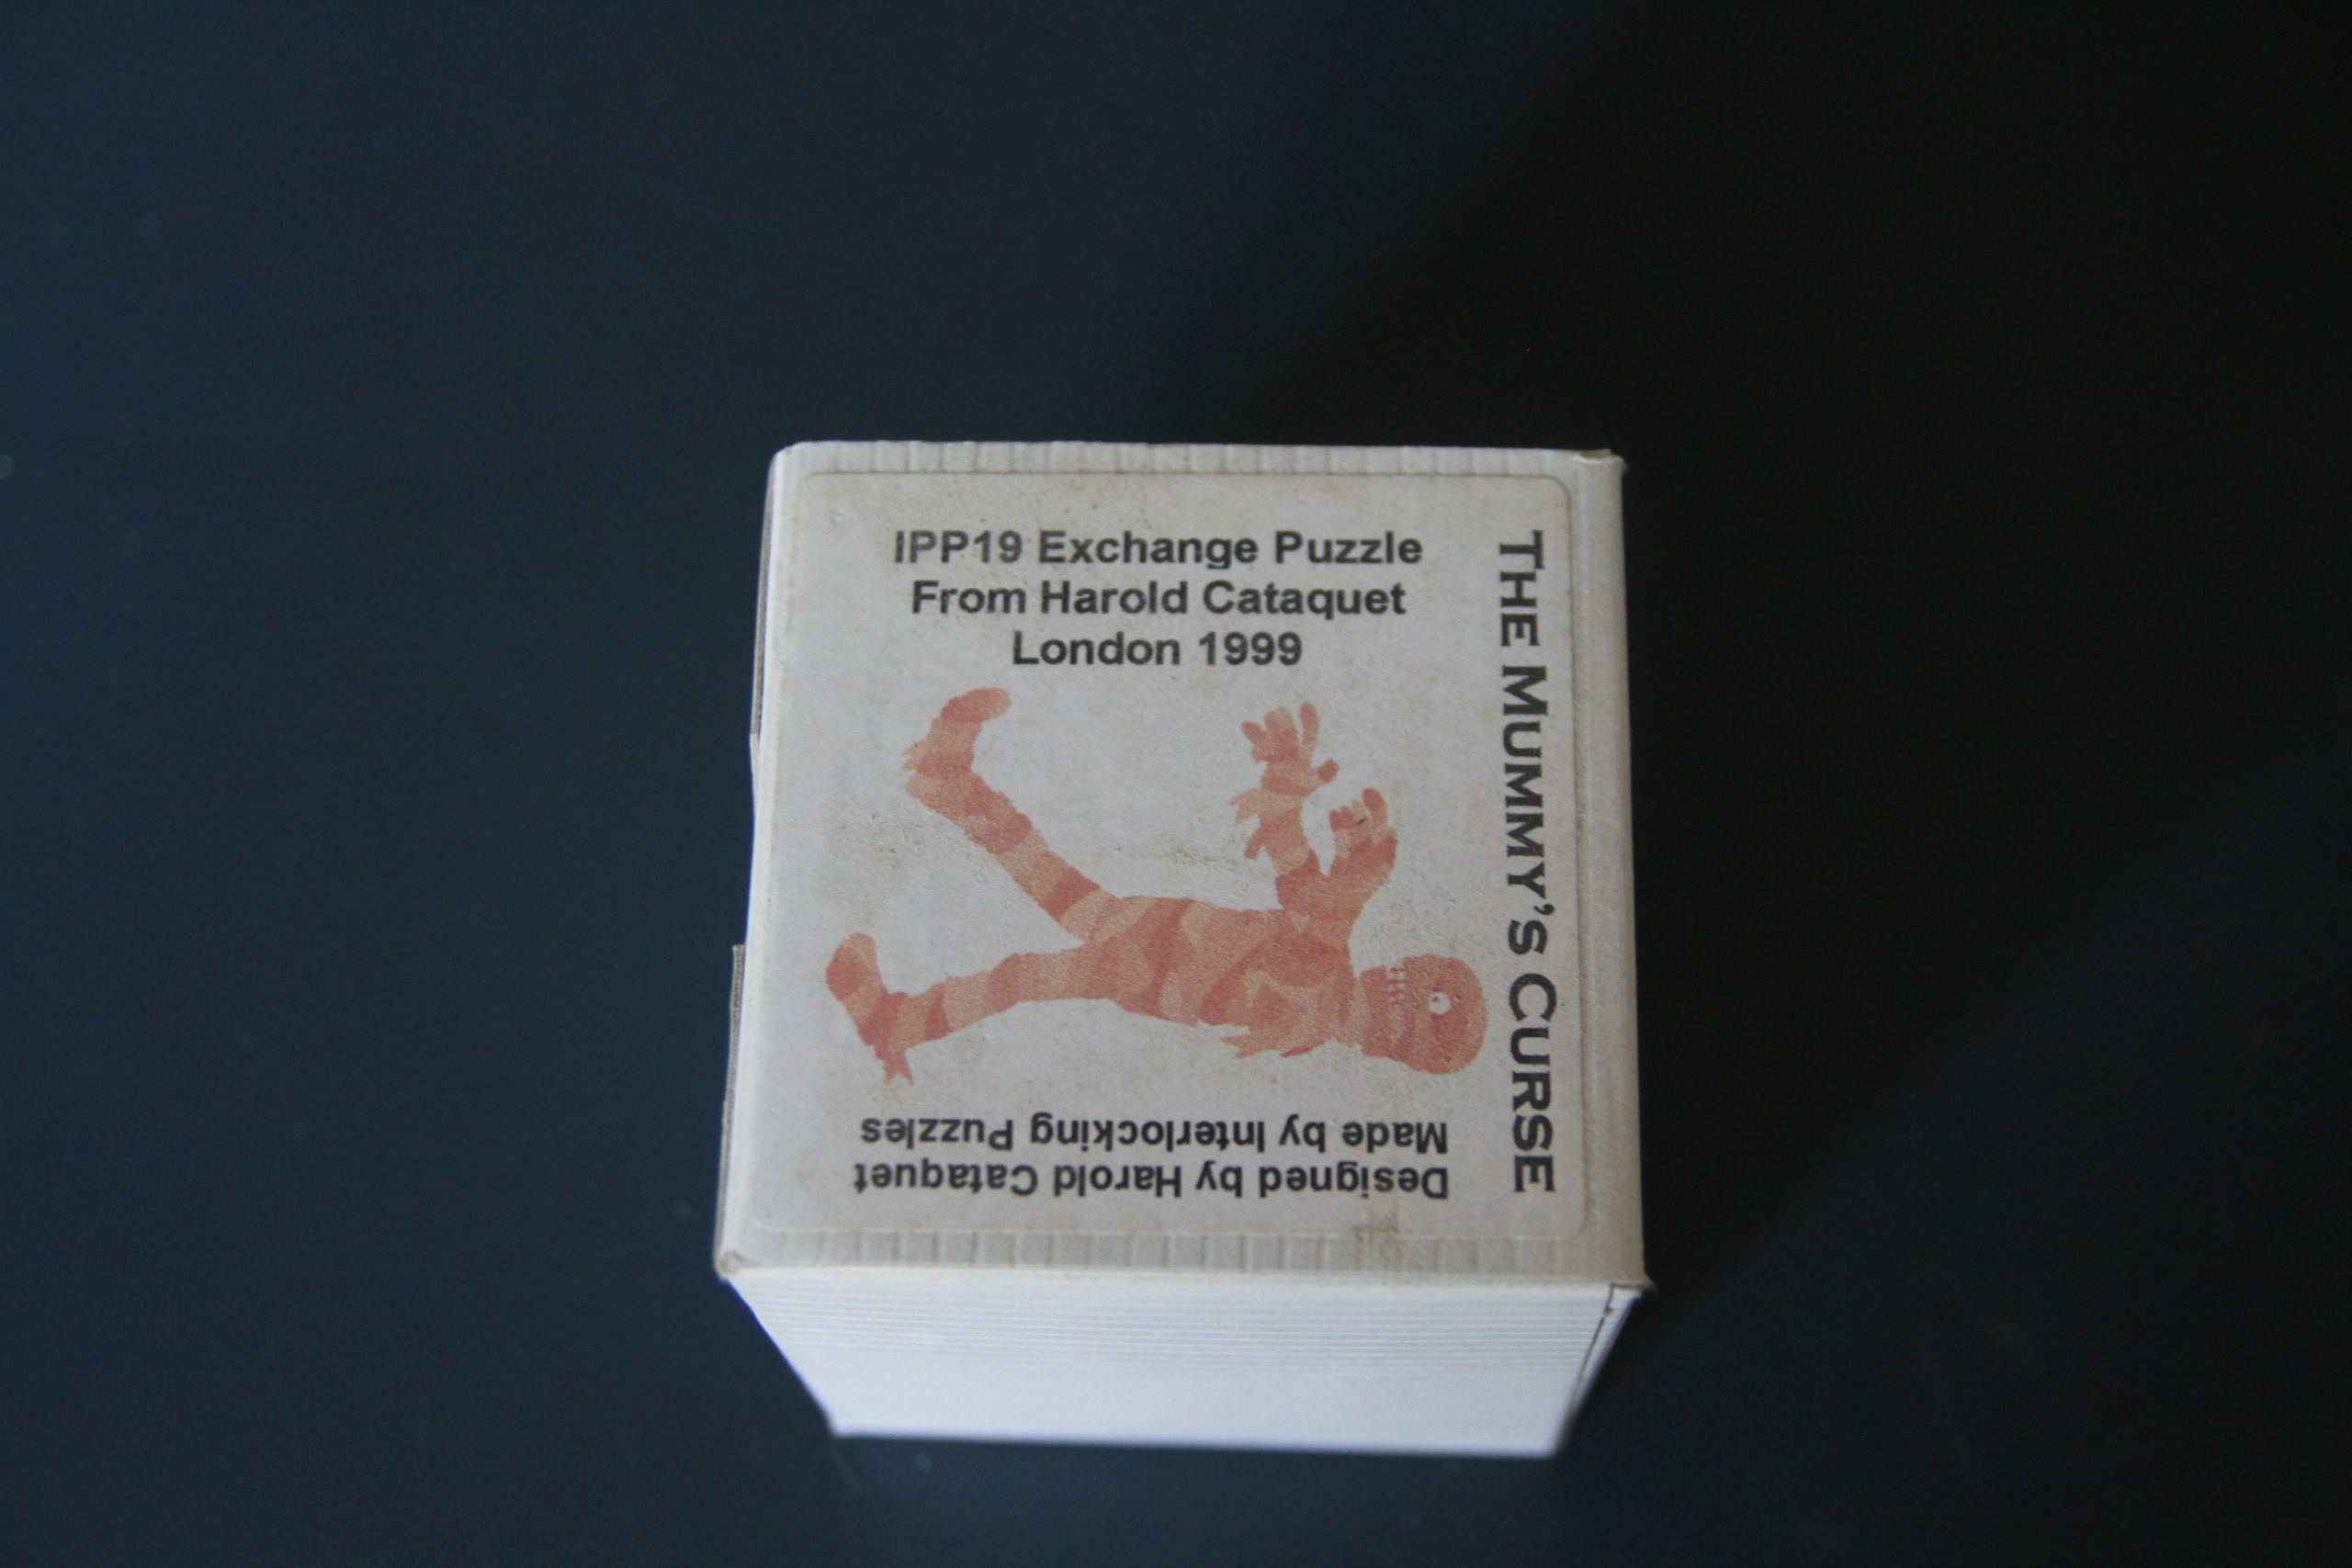 IPP19 Exchange Puzzle
From Harold Cataquet
London 1999
THE MUMMY'S CURSE
Designed by Harold Cataquet
Made by Interlocking Puzzles